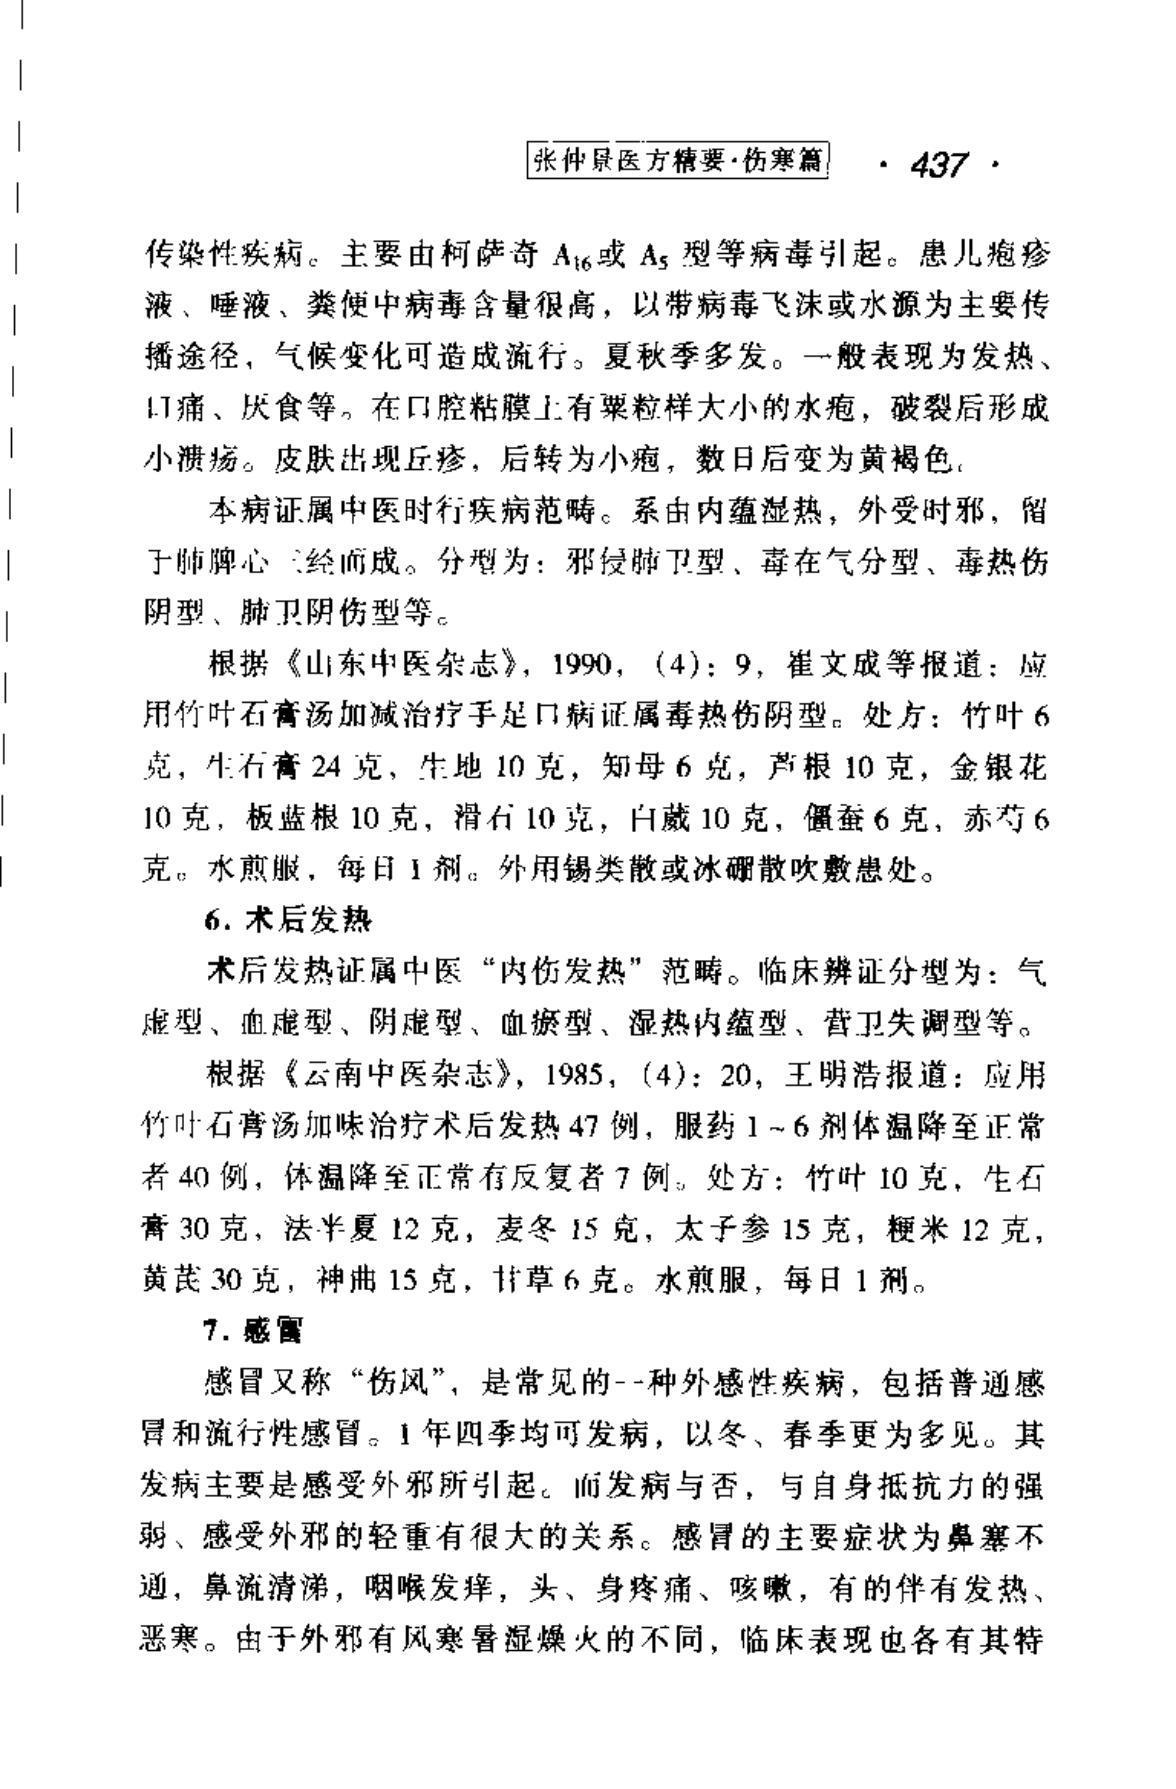 张仲景医方精要·伤寒篇 · 437 ·
传染性疾病。主要由柯萨奇 A16或 A5 型等病毒引起。患儿疱疹
液、唾液、粪便中病毒含量很高，以带病毒飞沫或水源为主要传
播途径，气候变化可造成流行。夏秋季多发。一般表现为发热、
口痛、厌食等。在口腔粘膜上有粟粒样大小的水疱，破裂后形成
小溃疡。皮肤出现丘疹，后转为小疱，数日后变为黄褐色。
本病证属中医时行疾病范畴。系由内蕴湿热，外受时邪，留
于肺脾心三经而成。分型为：邪侵肺卫型、毒在气分型、毒热伤
阴型、肺卫阴伤型等。
根据《山东中医杂志》，1990，（4）：9，崔文成等报道：应
用竹叶石膏汤加减治疗手足口病证属毒热伤阴型。处方：竹叶 6
克，生石膏 24 克，生地 10 克，知母 6 克，芦根 10 克，金银花
10 克，板蓝根 10 克，滑石 10 克，白薇 10 克，僵蚕 6 克，赤芍 6
克。水煎服，每日 1 剂。外用锡类散或冰硼散吹敷患处。
6. 术后发热
术后发热证属中医“内伤发热”范畴。临床辨证分型为：气
虚型、血虚型、阴虚型、血瘀型、湿热内蕴型、营卫失调型等。
根据《云南中医杂志》，1985，（4）：20，王明浩报道：应用
竹叶石膏汤加味治疗术后发热 47 例，服药 1～6 剂体温降至正常
者 40 例，体温降至正常有反复者 7 例。处方：竹叶 10 克，生石
膏 30 克，法半夏 12 克，麦冬 15 克，太子参 15 克，粳米 12 克，
黄芪 30 克，神曲 15 克，甘草 6 克。水煎服，每日 1 剂。
7. 感冒
感冒又称“伤风”，是常见的一种外感性疾病，包括普通感
冒和流行性感冒。1 年四季均可发病，以冬、春季更为多见。其
发病主要是感受外邪所引起。而发病与否，与自身抵抗力的强
弱、感受外邪的轻重有很大的关系。感冒的主要症状为鼻塞不
通，鼻流清涕，咽喉发痒，头、身疼痛、咳嗽，有的伴有发热、
恶寒。由于外邪有风寒暑湿燥火的不同，临床表现也各有其特